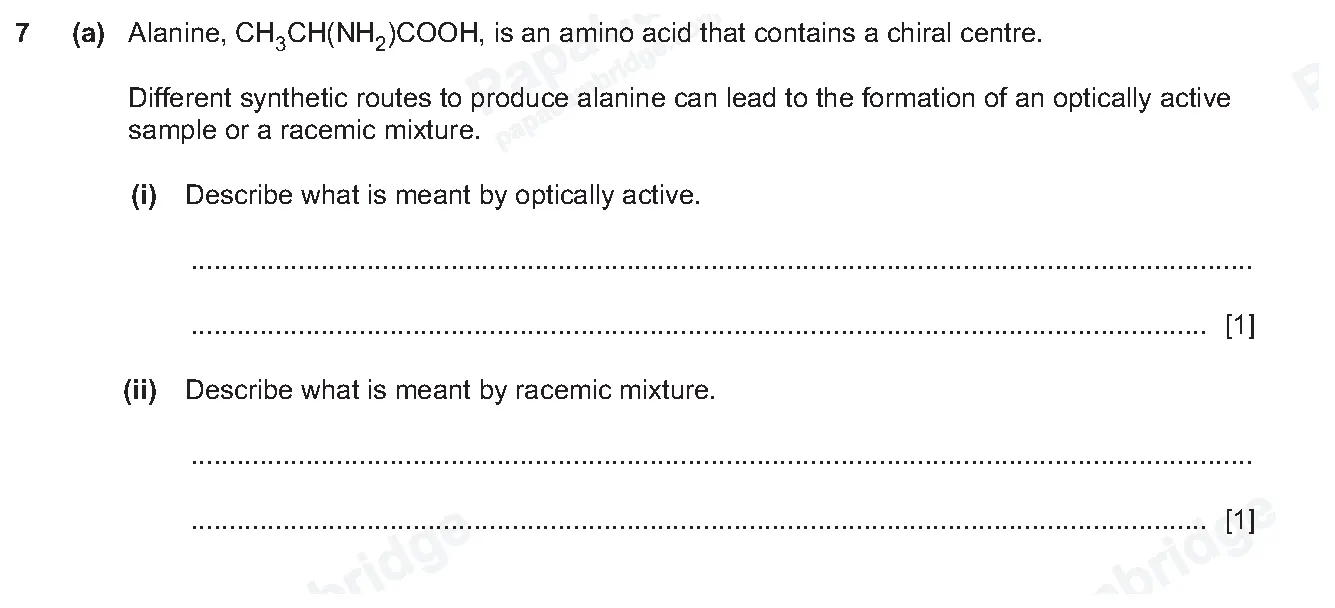 7 (a) Alanine, CH₃CH(NH₂)COOH, is an amino acid that contains a chiral centre.
Different synthetic routes to produce alanine can lead to the formation of an optically active
sample or a racemic mixture.
(i) Describe what is meant by optically active.
[1]
(ii) Describe what is meant by racemic mixture.
[1]